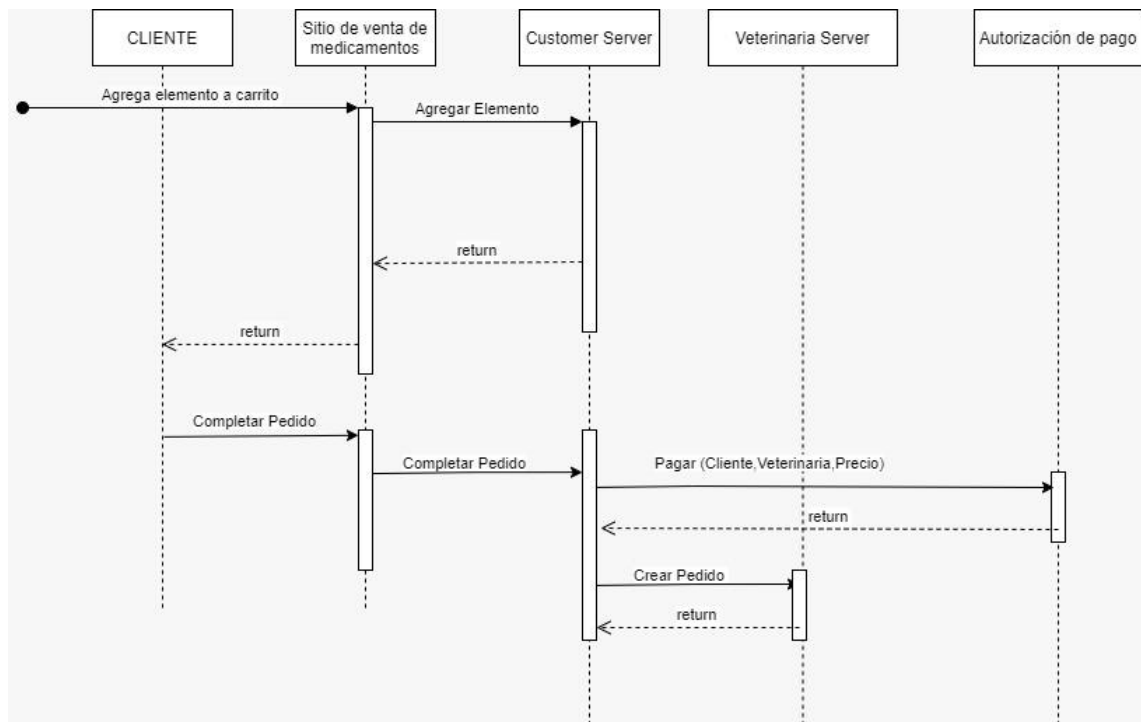 CLIENTE
Sitio de venta de
medicamentos
Customer Server
Veterinaria Server
Autorización de pago
Agrega elemento a carrito
Agregar Elemento
return
return
Completar Pedido
Completar Pedido
Pagar (Cliente,Veterinaria,Precio)
return
Crear Pedido
return